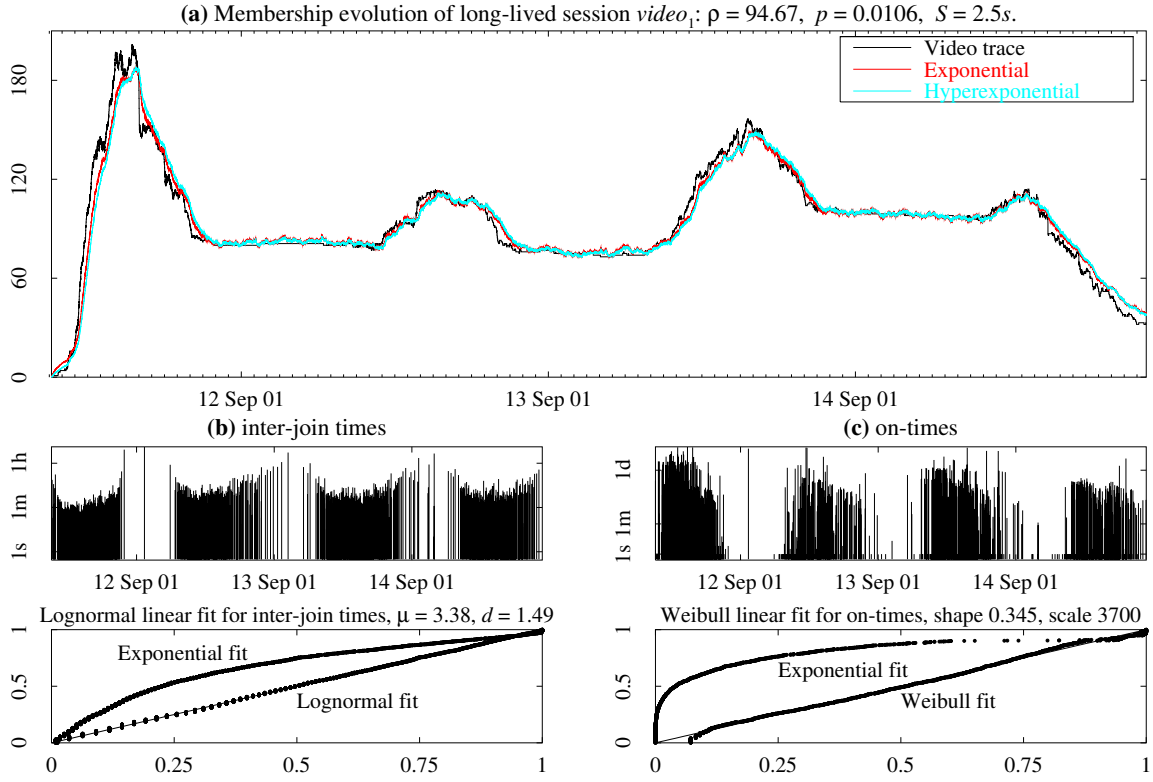 (a) Membership evolution of long-lived session video1: ρ = 94.67, p = 0.0106, S = 2.5s.
180
120
60
0
Video trace
Exponential
Hyperexponential
12 Sep 01 13 Sep 01 14 Sep 01
(b) inter-join times
1h
1m
1s
12 Sep 01 13 Sep 01 14 Sep 01
Lognormal linear fit for inter-join times, μ = 3.38, d = 1.49
1
0.5
0
Exponential fit
Lognormal fit
0 0.25 0.5 0.75 1
(c) on-times
1d
1m
1s
12 Sep 01 13 Sep 01 14 Sep 01
Weibull linear fit for on-times, shape 0.345, scale 3700
1
0.5
0
Exponential fit
Weibull fit
0 0.25 0.5 0.75 1